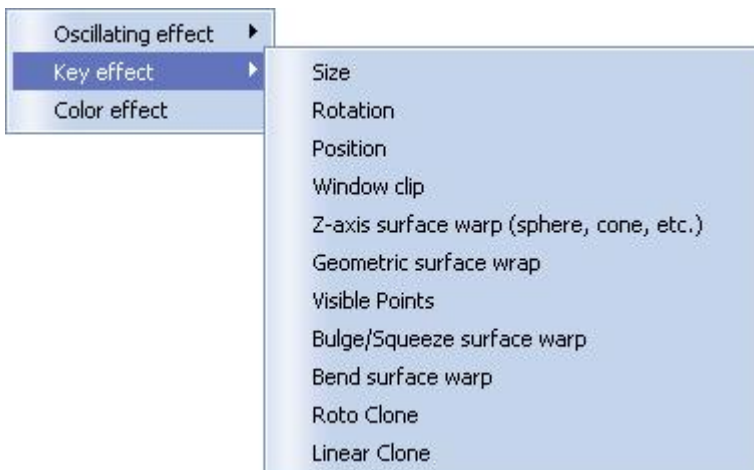 Oscillating effect
Key effect
Color effect
Size
Rotation
Position
Window clip
Z-axis surface warp (sphere, cone, etc.)
Geometric surface wrap
Visible Points
Bulge/Squeeze surface warp
Bend surface warp
Roto Clone
Linear Clone